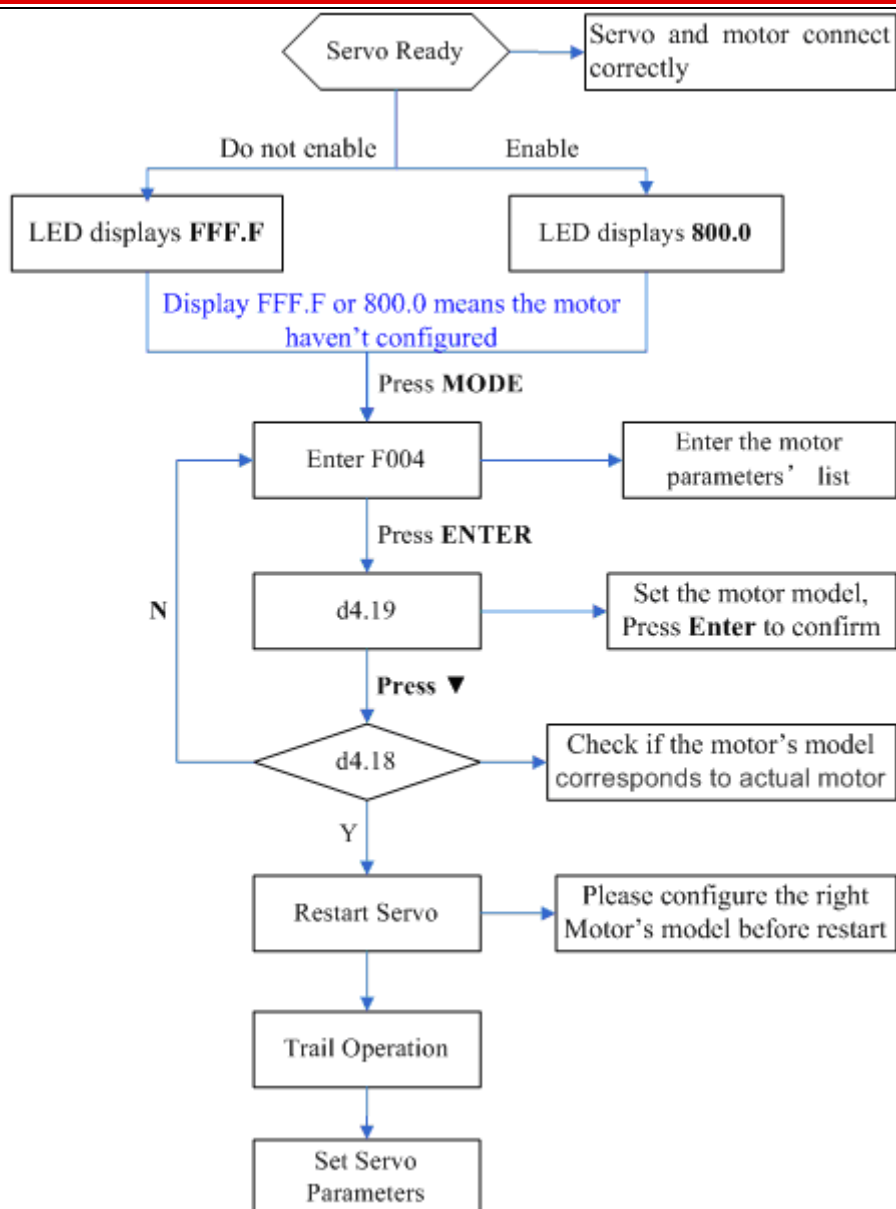 Servo Ready
Servo and motor connect
correctly
Do not enable
Enable
LED displays FFF.F
LED displays 800.0
Display FFF.F or 800.0 means the motor
haven’t configured
Press MODE
Enter F004
Enter the motor
parameters’ list
Press ENTER
N
d4.19
Set the motor model,
Press Enter to confirm
Press ▼
d4.18
Check if the motor’s model
corresponds to actual motor
Y
Restart Servo
Please configure the right
Motor’s model before restart
Trail Operation
Set Servo
Parameters